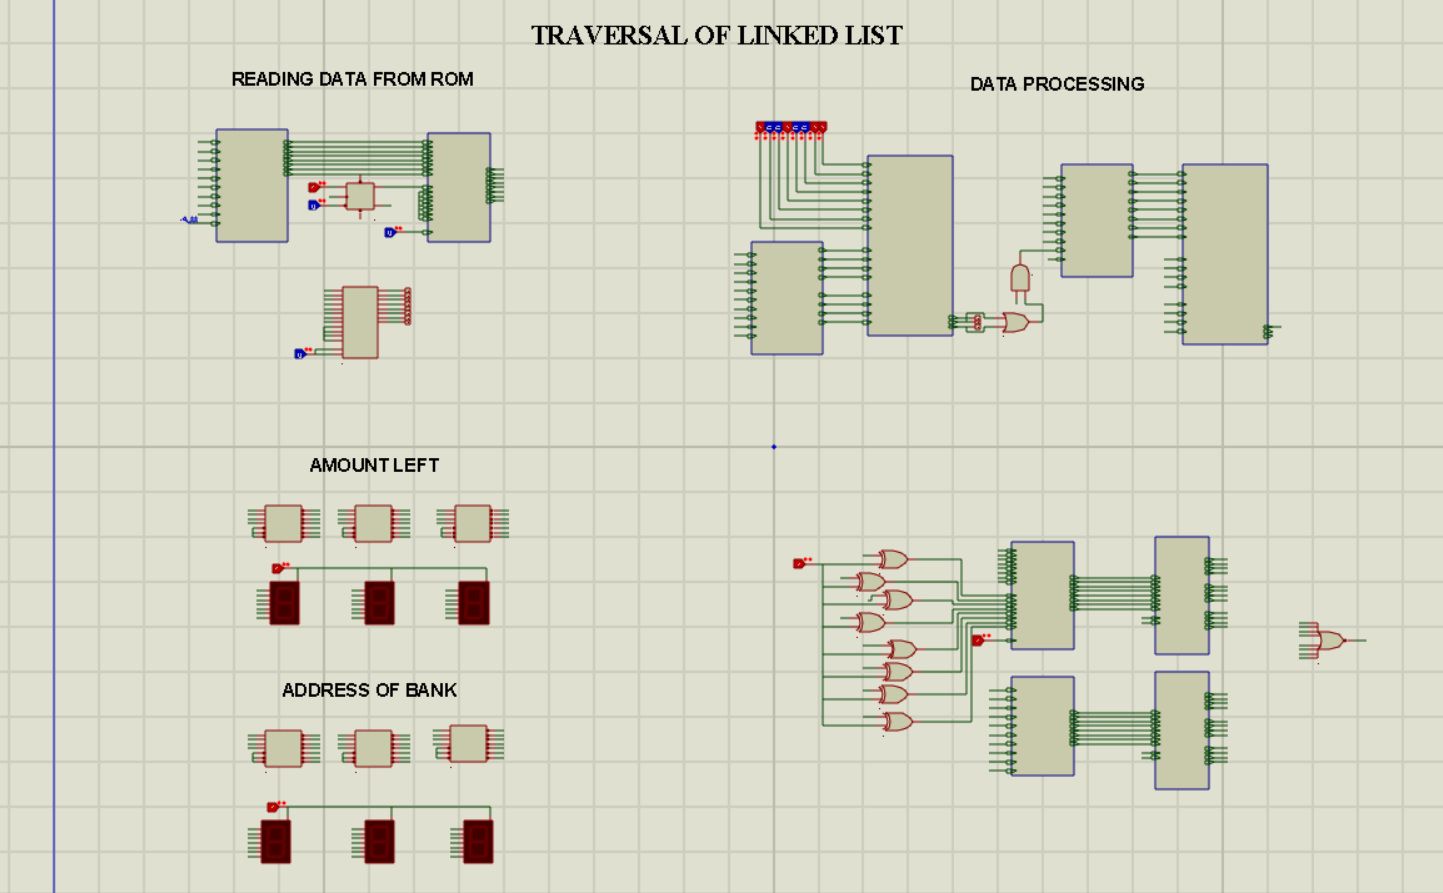 TRAVERSAL OF LINKED LIST
READING DATA FROM ROM
DATA PROCESSING
AMOUNT LEFT
ADDRESS OF BANK